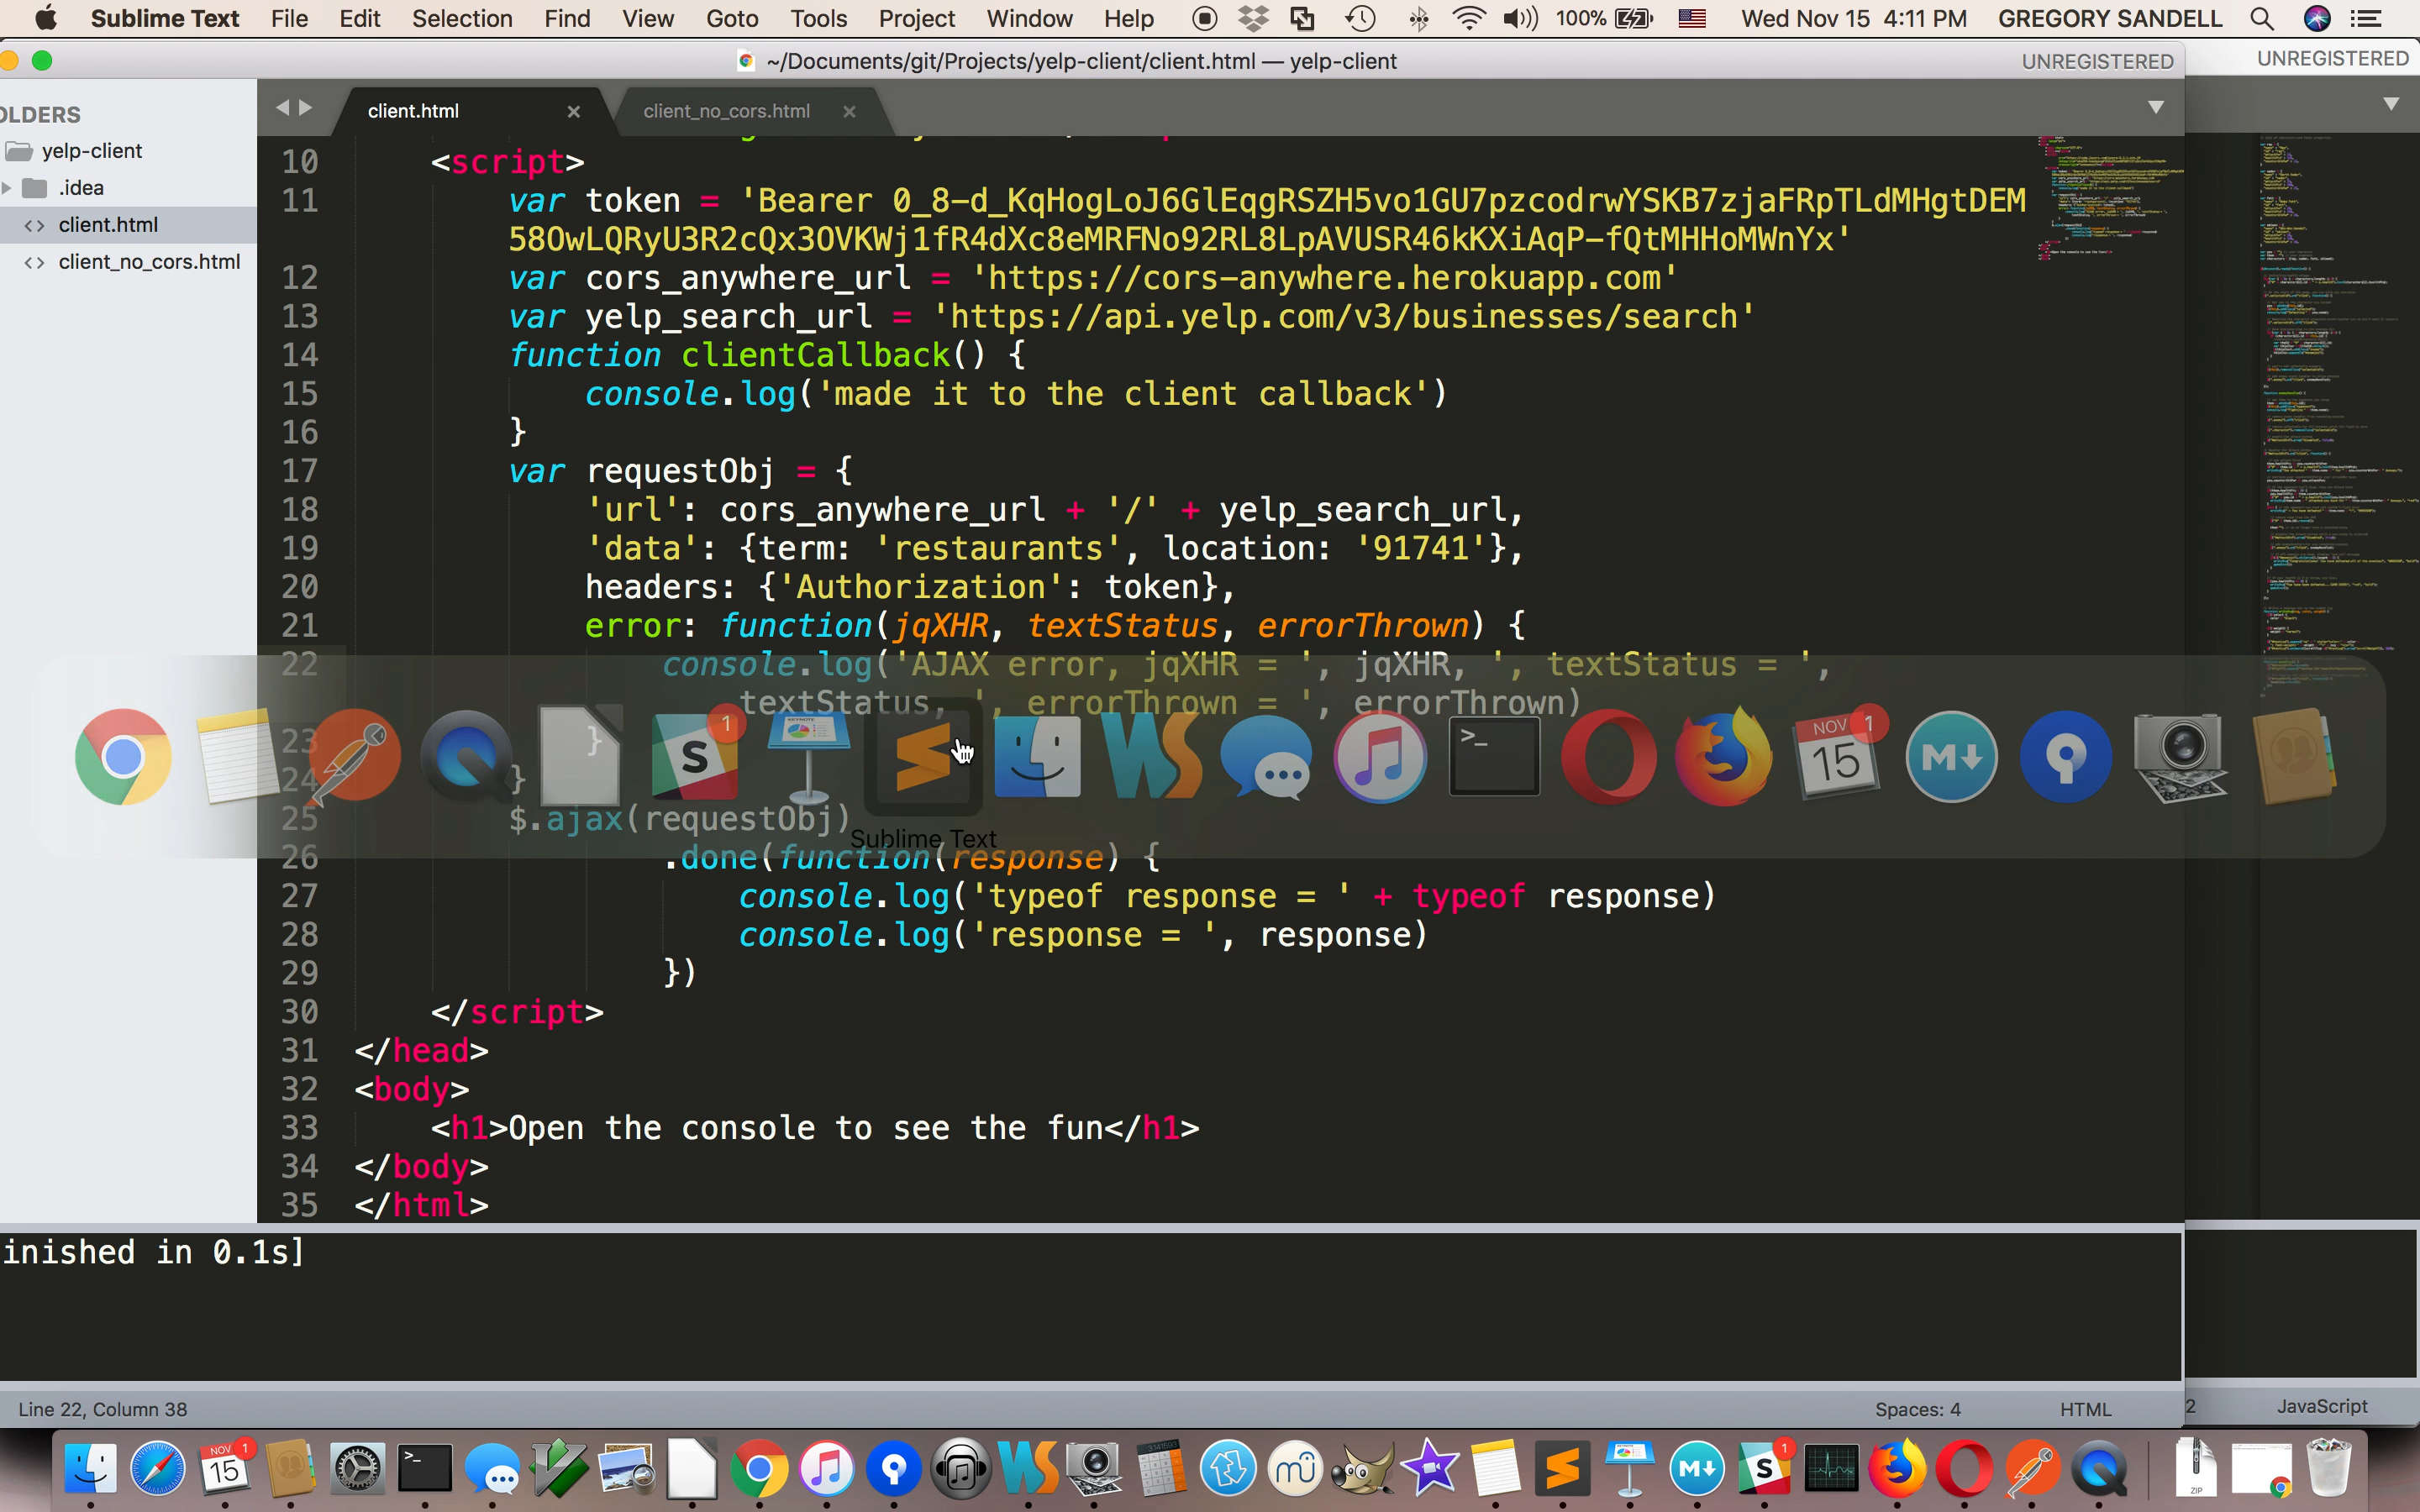 Sublime Text File Edit Selection Find View Goto Tools Project Window Help 100% Wed Nov 15 4:11 PM GREGORY SANDELL
~/Documents/git/Projects/yelp-client/client.html — yelp-client UNREGISTERED
UNREGISTERED
OLDERS
yelp-client
.idea
client.html
client_no_cors.html
client.html × client_no_cors.html ×
10 <script>
11 var token = 'Bearer 0_8-d_KqHogLoJ6GlEqgRSZH5vo1GU7pzcodrwYSKB7zjaFRpTLdMHgtDEM
580wLQRyU3R2cQx3OVKWj1fR4dXc8eMRFNo92RL8LpAVUSR46kKXiAqP-fQtMHHoMWnYx'
12 var cors_anywhere_url = 'https://cors-anywhere.herokuapp.com'
13 var yelp_search_url = 'https://api.yelp.com/v3/businesses/search'
14 function clientCallback() {
15 console.log('made it to the client callback')
16 }
17 var requestObj = {
18 'url': cors_anywhere_url + '/' + yelp_search_url,
19 'data': {term: 'restaurants', location: '91741'},
20 headers: {'Authorization': token},
21 error: function(jqXHR, textStatus, errorThrown) {
22 console.log('AJAX error, jqXHR = ', jqXHR, ', textStatus = ',
textStatus, ', errorThrown = ', errorThrown)
23 }
24 }
25 $.ajax(requestObj)
Sublime Text
26 .done(function(response) {
27 console.log('typeof response = ' + typeof response)
28 console.log('response = ', response)
29 })
30 </script>
31 </head>
32 <body>
33 <h1>Open the console to see the fun</h1>
34 </body>
35 </html>
inished in 0.1s]
Line 22, Column 38 Spaces: 4 HTML
2 JavaScript